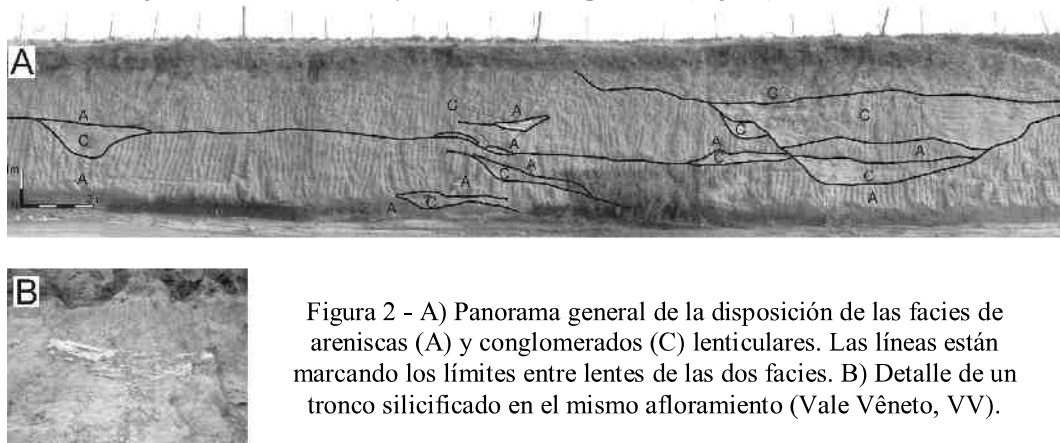 A
A
C
A
C
A
C
A
A
C
A
C
A
C
G
C
C
A
C
A
C
A
B
Figura 2 - A) Panorama general de la disposición de las facies de
areniscas (A) y conglomerados (C) lenticulares. Las líneas están
marcando los límites entre lentes de las dos facies. B) Detalle de un
tronco silicificado en el mismo afloramiento (Vale Vêneto, VV).